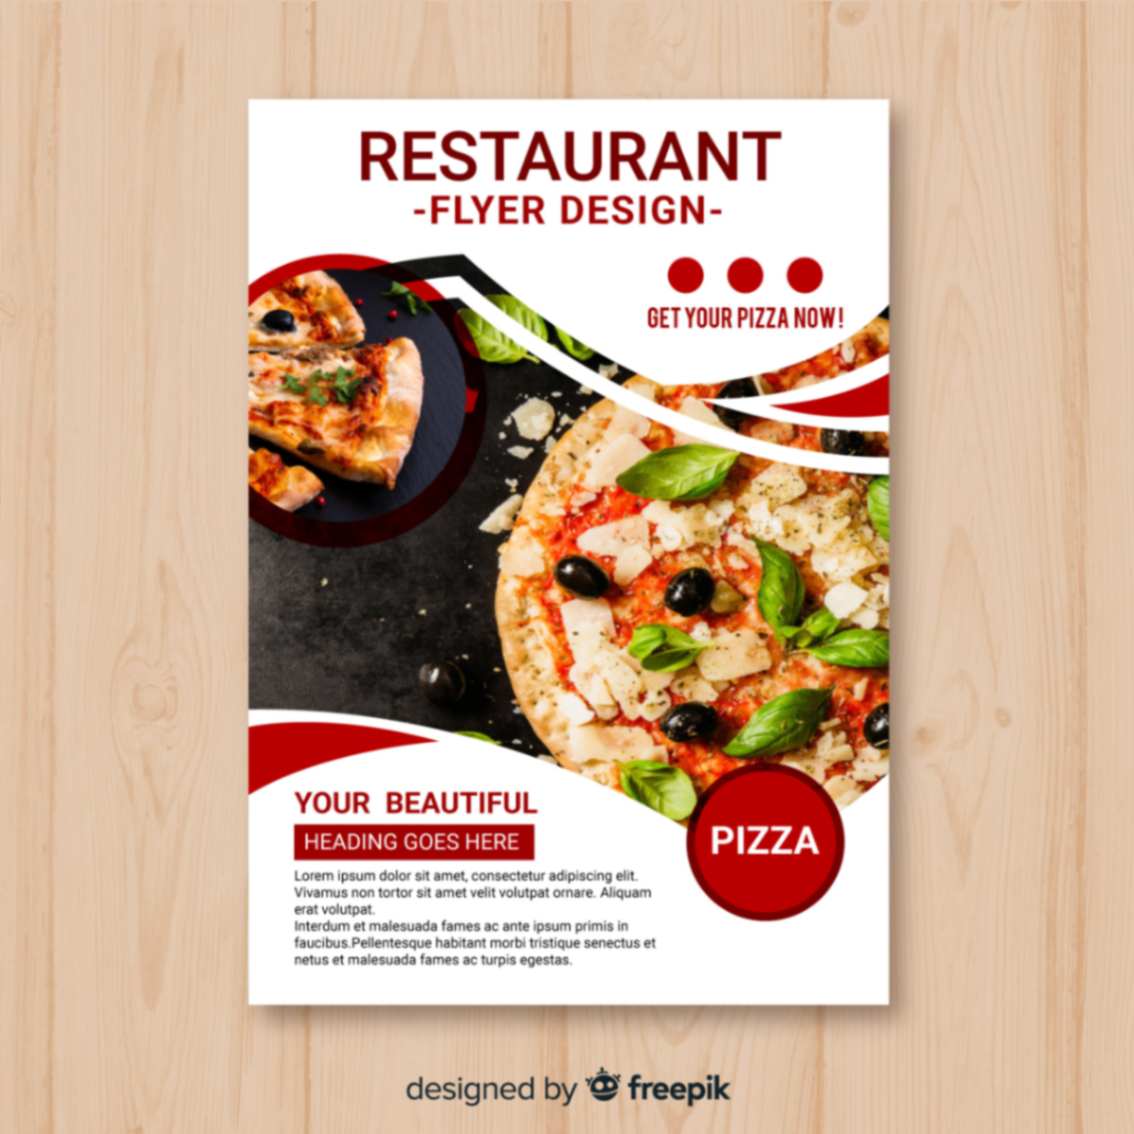 RESTAURANT
-FLYER DESIGN-
GET YOUR PIZZA NOW!
YOUR BEAUTIFUL
HEADING GOES HERE
Lorem ipsum dolor sit amet, consectetur adipiscing elit.
Vivamus non tortor sit amet velit volutpat ornare. Aliquam
erat volutpat.
Interdum et malesuada fames ac ante ipsum primis in
faucibus.Pellentesque habitant morbi tristique senectus et
netus et malesuada fames ac turpis egestas.
PIZZA
designed by freepik